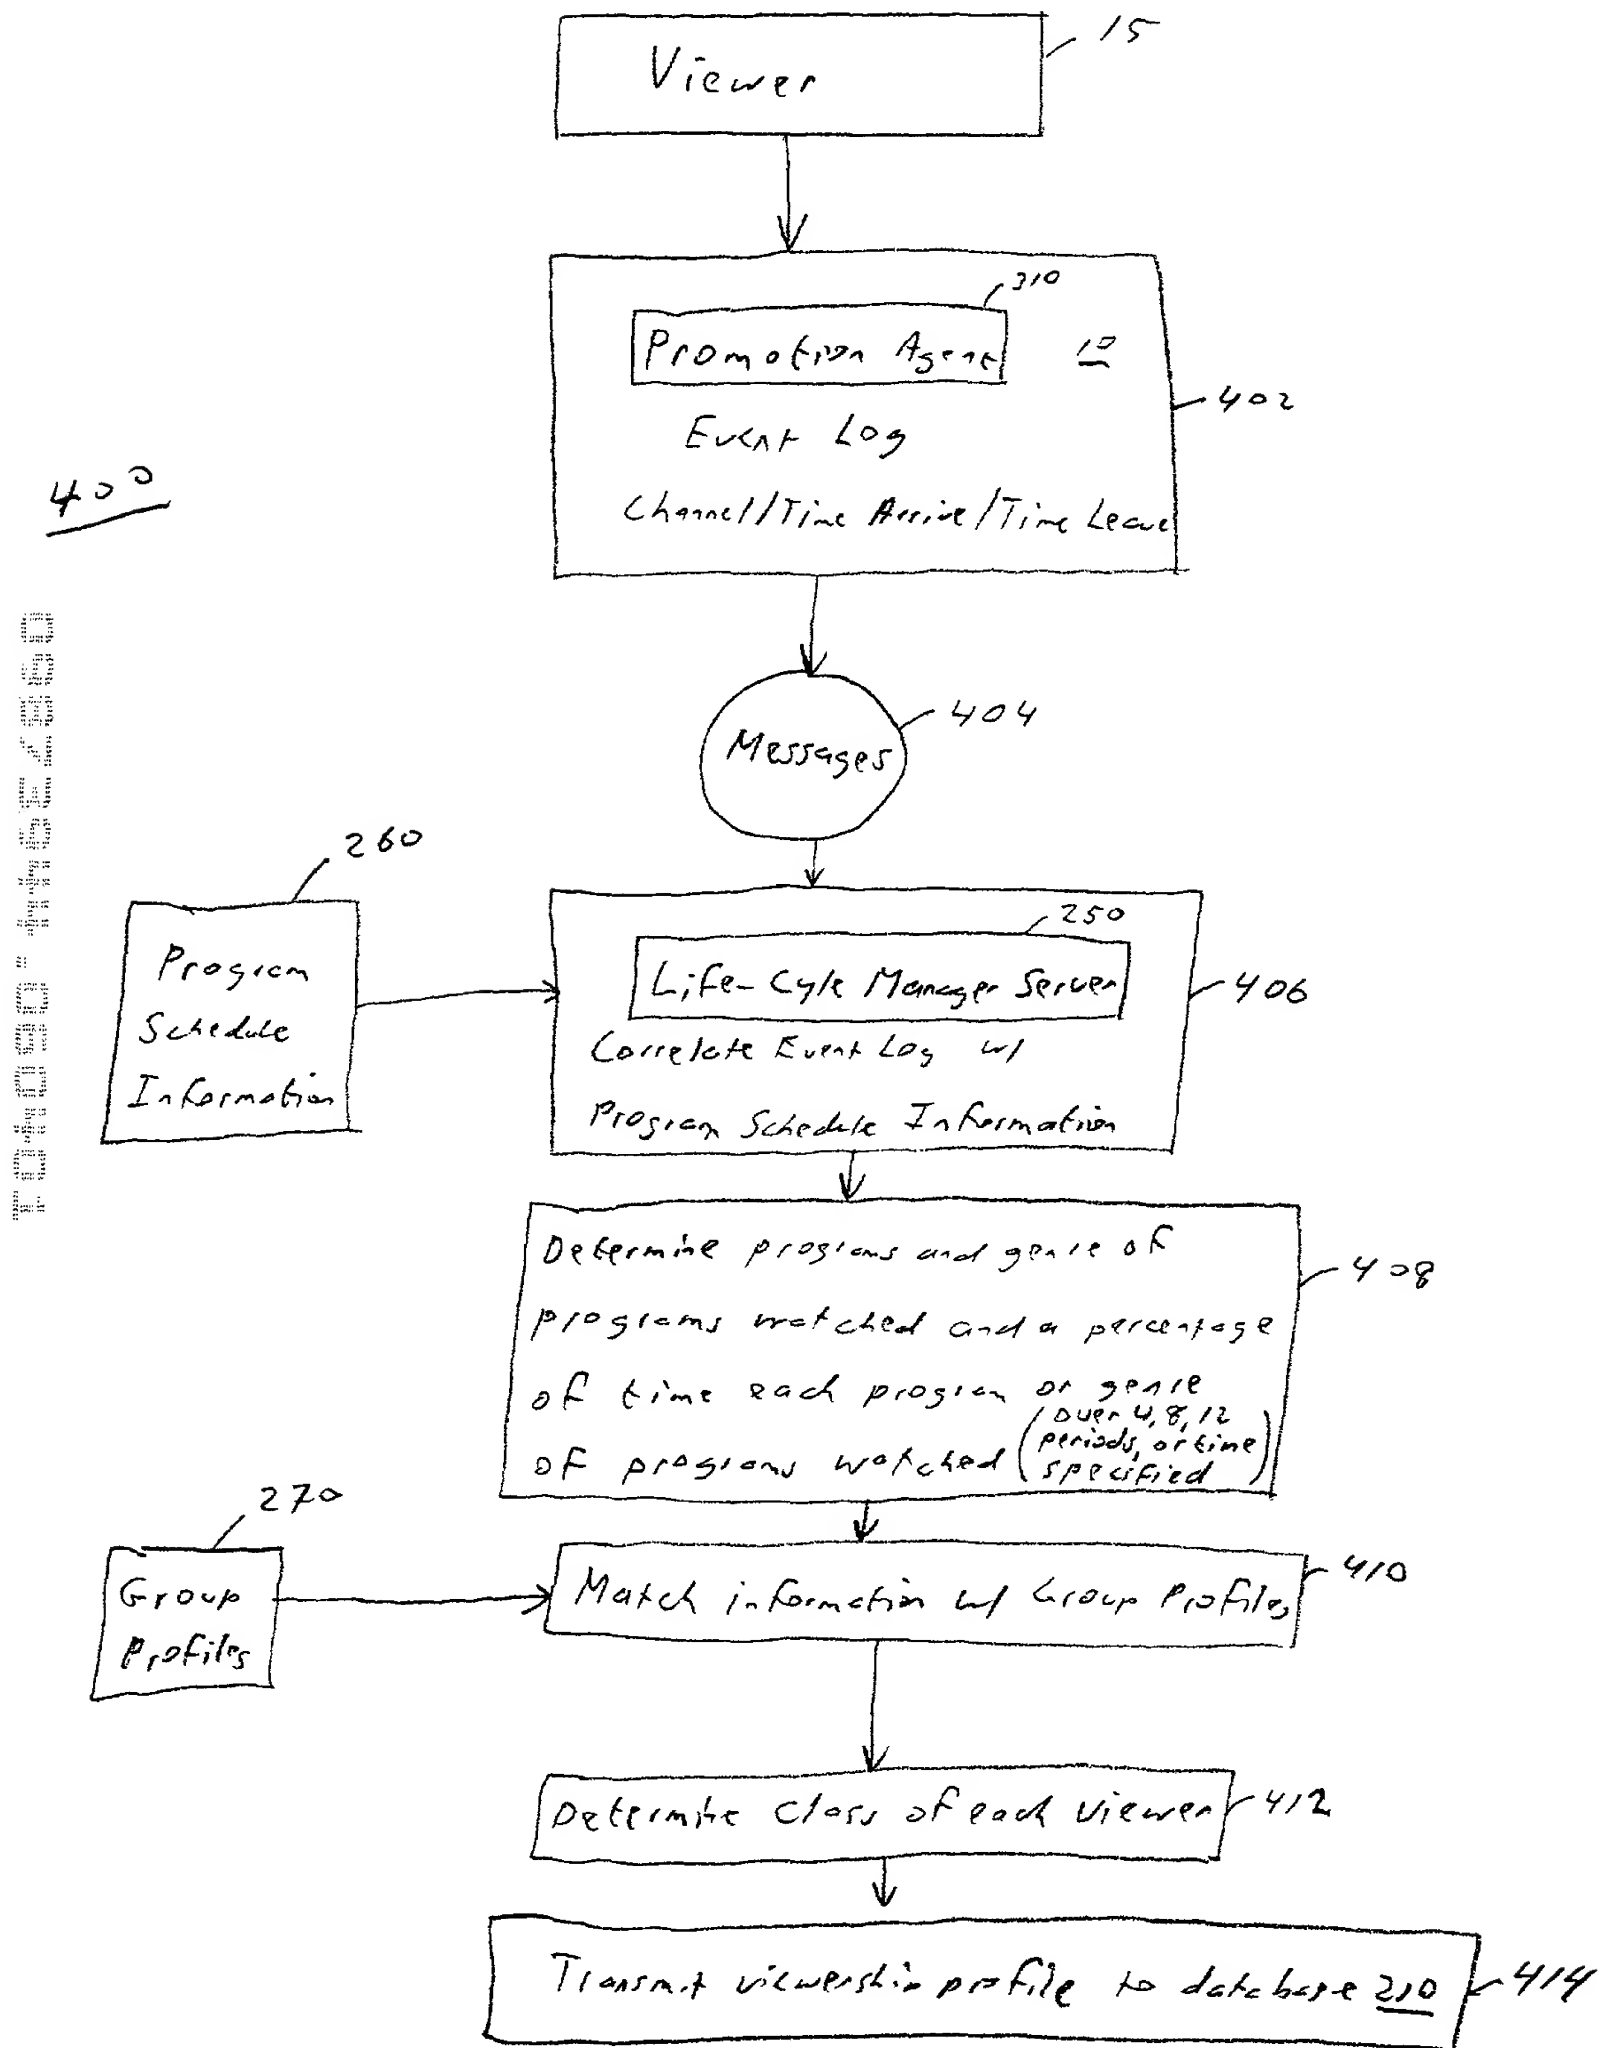 15
Viewer
310
Promotion Agent
10
402
Event Log
Channel/Time Arrive/Time Leave
400
404
Messages
260
Program
Schedule
Information
250
Life-Cyle Manager Server
406
Correlate Event Log w/
Program Schedule Information
Determine programs and genre of
programs watched and a percentage
of time each program or genre
of programs watched (over 4, 8, 12
periods, or time
specified)
408
270
Group
Profiles
Match information w/ Group Profiles
410
Determine Class of each viewer
412
Transmit viewership profile to database 210
414